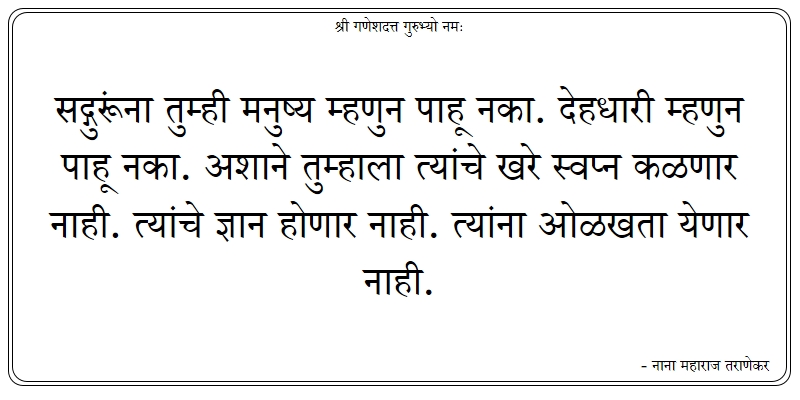 श्री गणेशदत्त गुरुभ्यो नमः
सद्गुरूंना तुम्ही मनुष्य म्हणुन पाहू नका. देहधारी म्हणुन
पाहू नका. अशाने तुम्हाला त्यांचे खरे स्वप्न कळणार
नाही. त्यांचे ज्ञान होणार नाही. त्यांना ओळखता येणार
नाही.
- नाना महाराज तराणेकर